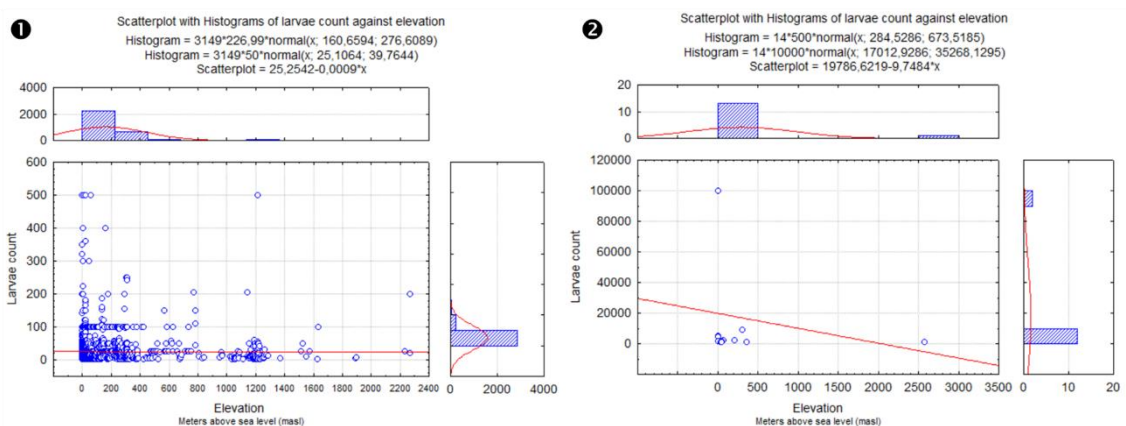 ❶
Scatterplot with Histograms of larvae count against elevation
Histogram = 3149*226,99*normal(x; 160,6594; 276,6089)
Histogram = 3149*50*normal(x; 25,1064; 39,7644)
Scatterplot = 25,2542-0,0009*x
4000
2000
0
600
500
400
300
200
100
0
Larvae count
0 200 400 600 800 1000 1200 1400 1600 1800 2000 2200 2400
0 2000 4000
Elevation
Meters above sea level (masl)
❷
Scatterplot with Histograms of larvae count against elevation
Histogram = 14*500*normal(x; 284,5286; 673,5185)
Histogram = 14*10000*normal(x; 17012,9286; 35268,1295)
Scatterplot = 19786,6219-9,7484*x
20
10
0
120000
100000
80000
60000
40000
20000
0
Larvae count
0 500 1000 1500 2000 2500 3000 3500
0 10 20
Elevation
Meters above sea level (masl)